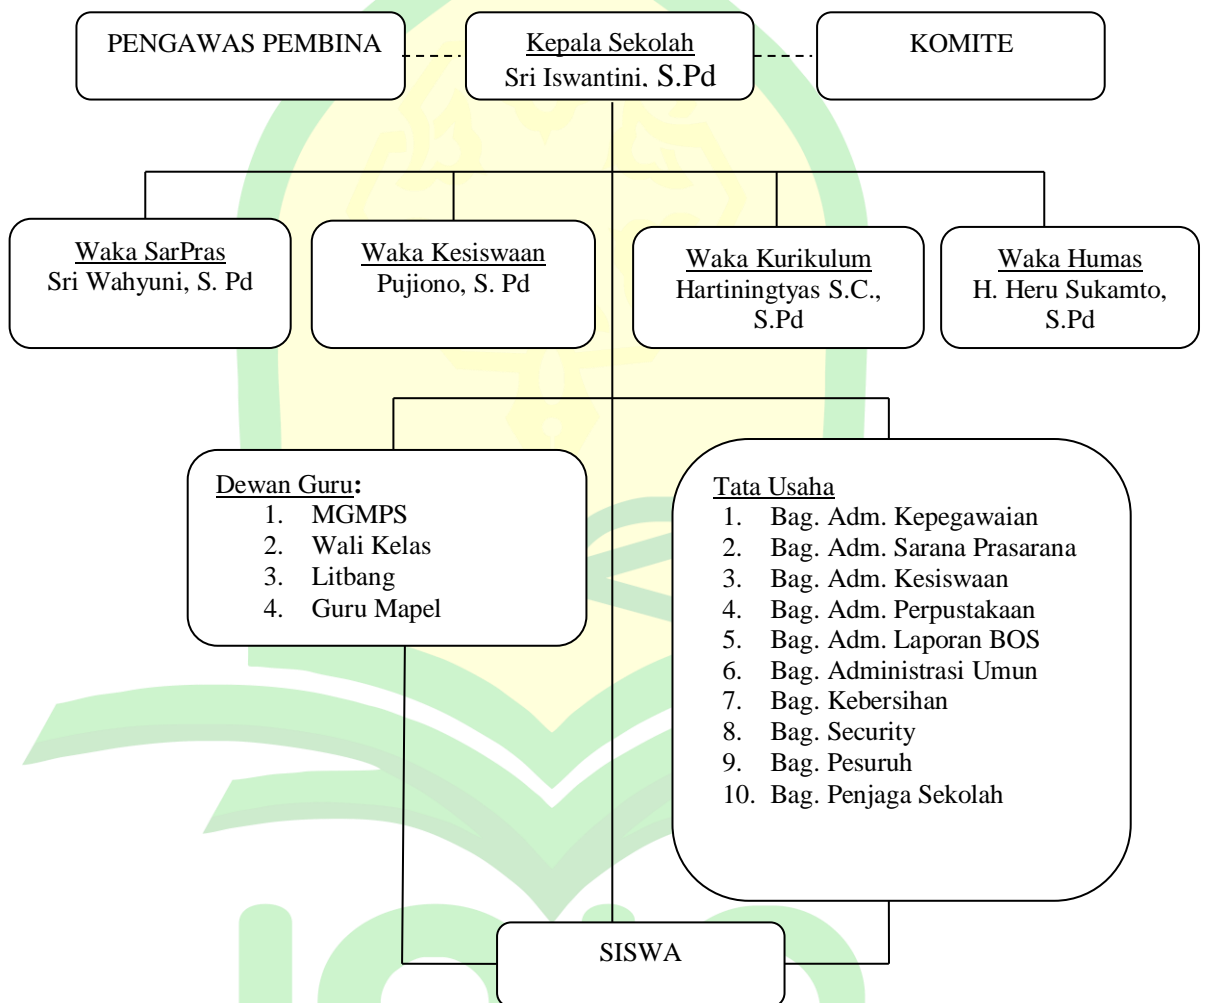 PENGAWAS PEMBINA
Kepala Sekolah
Sri Iswantini, S.Pd
KOMITE
Waka SarPras
Sri Wahyuni, S. Pd
Waka Kesiswaan
Pujiono, S. Pd
Waka Kurikulum
Hartiningtyas S.C.,
S.Pd
Waka Humas
H. Heru Sukamto,
S.Pd
Dewan Guru:
1. MGMPS
2. Wali Kelas
3. Litbang
4. Guru Mapel
Tata Usaha
1. Bag. Adm. Kepegawaian
2. Bag. Adm. Sarana Prasarana
3. Bag. Adm. Kesiswaan
4. Bag. Adm. Perpustakaan
5. Bag. Adm. Laporan BOS
6. Bag. Administrasi Umun
7. Bag. Kebersihan
8. Bag. Security
9. Bag. Pesuruh
10. Bag. Penjaga Sekolah
SISWA